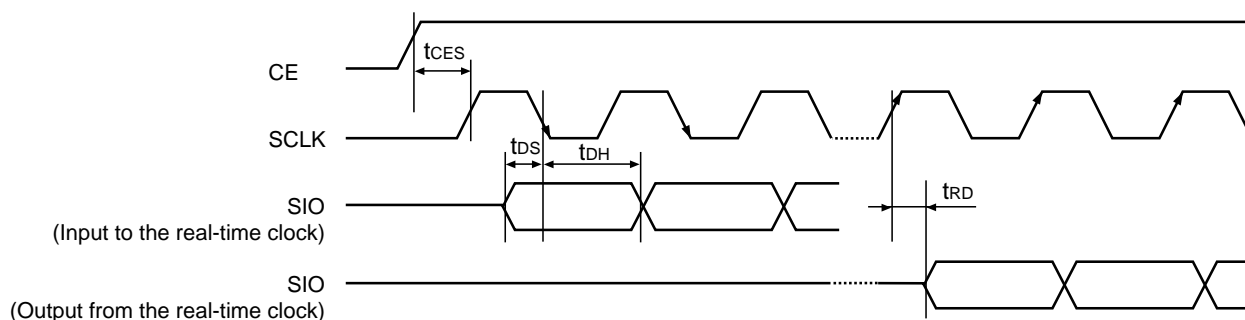 CE
tCES
SCLK
tDS
tDH
SIO
(Input to the real-time clock)
tRD
SIO
(Output from the real-time clock)